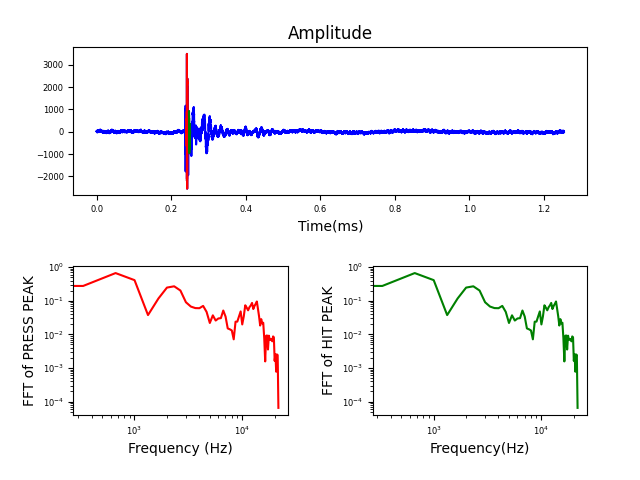 Amplitude
3000
2000
1000
0
−1000
−2000
0.0 0.2 0.4 0.6 0.8 1.0 1.2
Time(ms)
FFT of PRESS PEAK
10⁰
10⁻¹
10⁻²
10⁻³
10⁻⁴
10³ 10⁴
Frequency (Hz)
FFT of HIT PEAK
10⁰
10⁻¹
10⁻²
10⁻³
10⁻⁴
10³ 10⁴
Frequency(Hz)